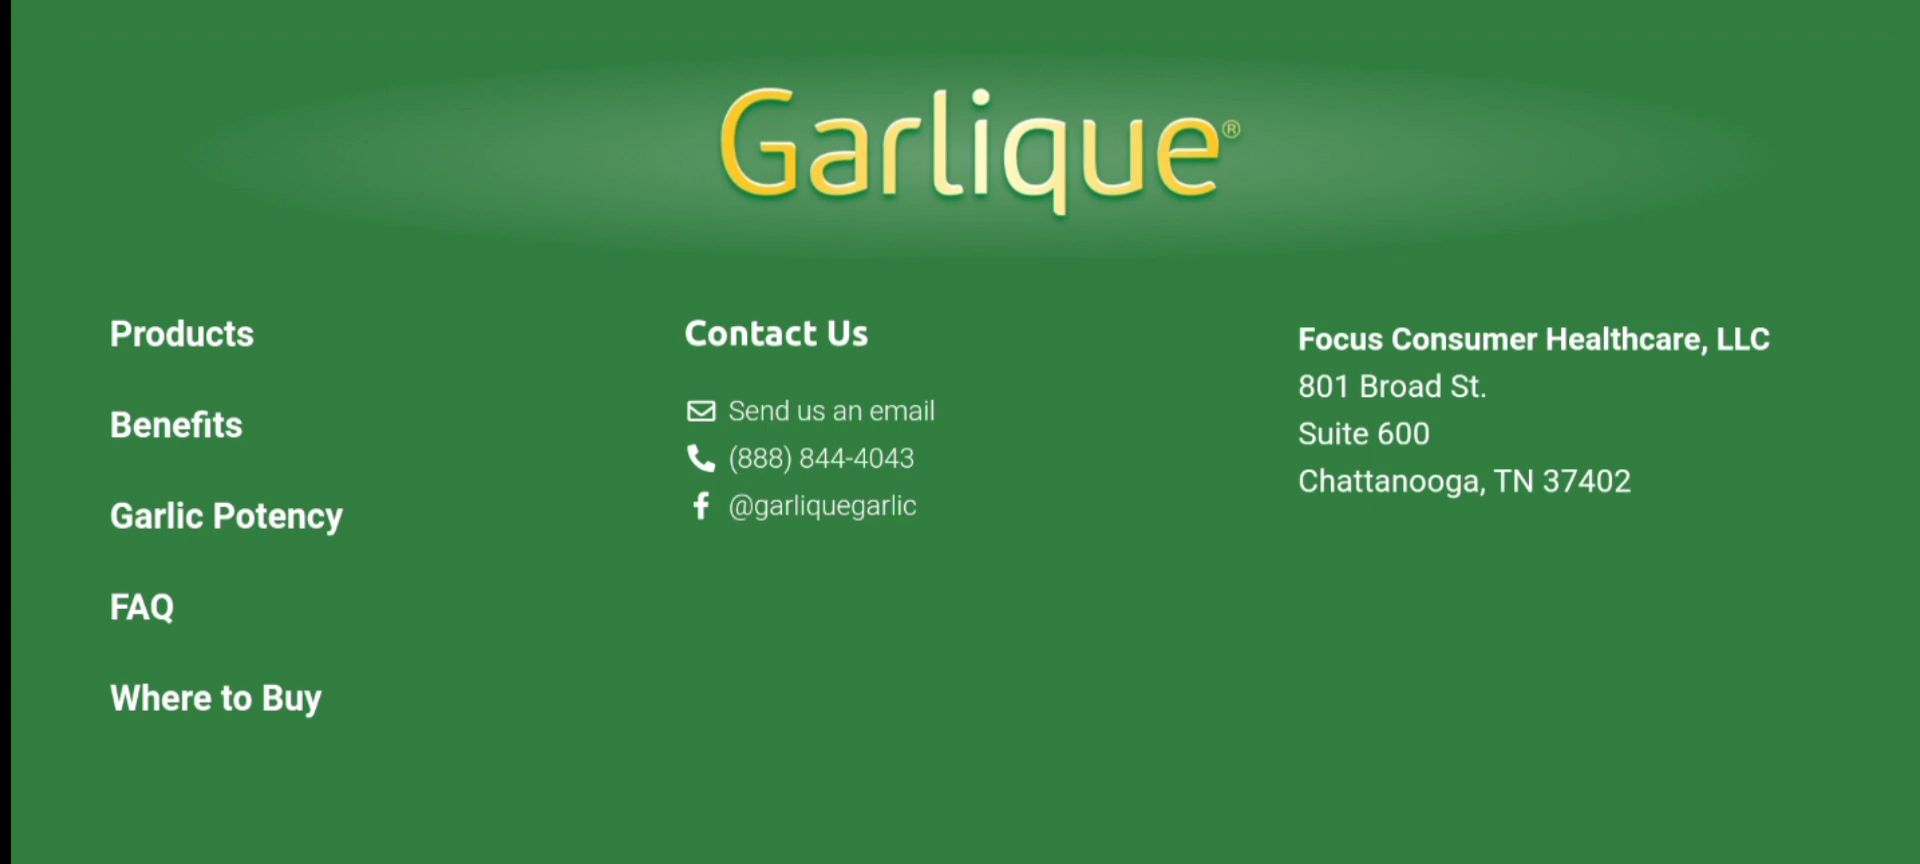 Garlique®
Products
Benefits
Garlic Potency
FAQ
Where to Buy
Contact Us
Send us an email
(888) 844-4043
@garliquegarlic
Focus Consumer Healthcare, LLC
801 Broad St.
Suite 600
Chattanooga, TN 37402